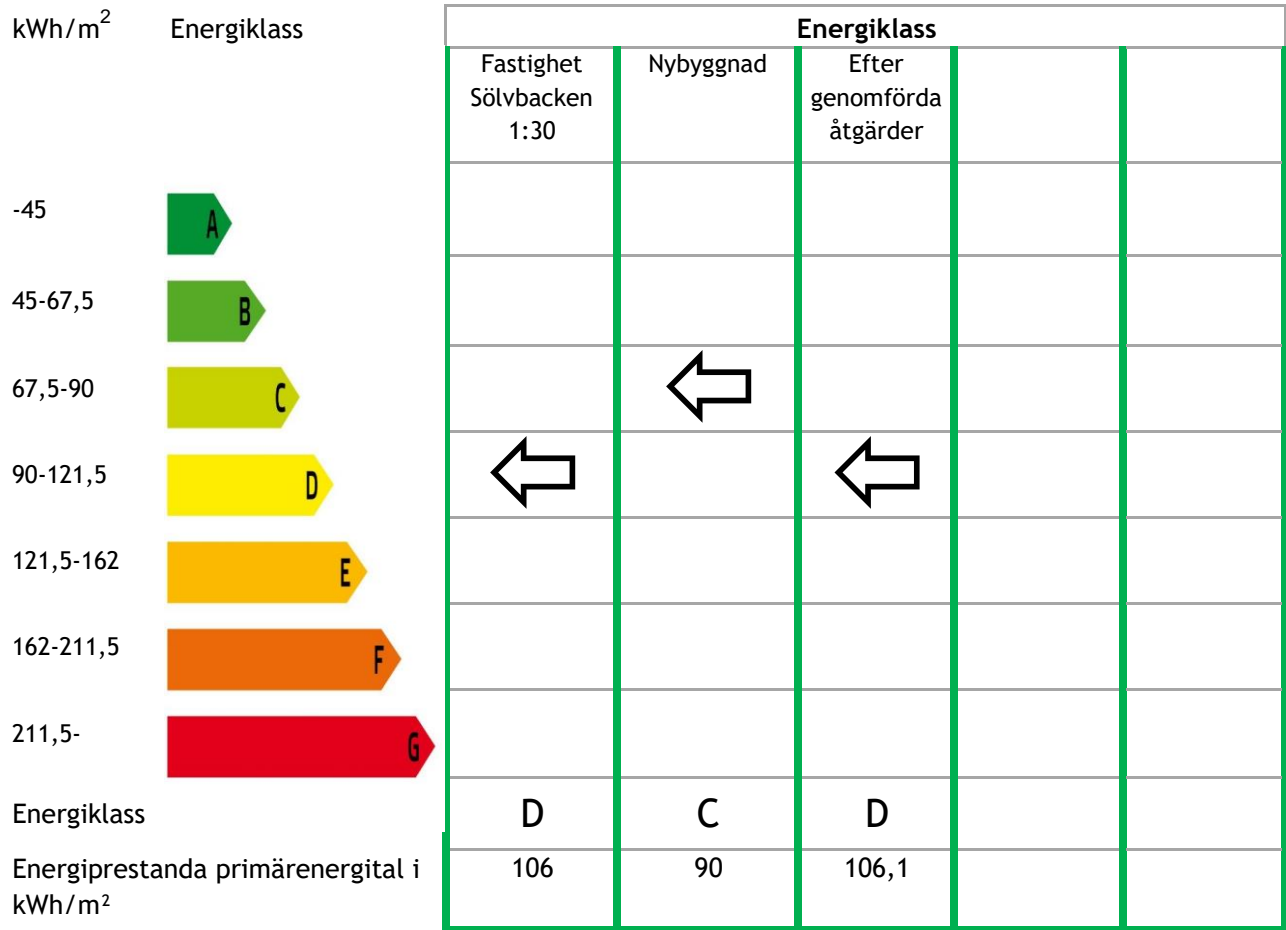 kWh/m² Energiklass Energiklass
Fastighet Nybyggnad Efter
Sölvbacken genomförda
1:30 åtgärder
-45 A
45-67,5 B
67,5-90 C
90-121,5 D
121,5-162 E
162-211,5 F
211,5- G
Energiklass D C D
Energiprestanda primärenergital i 106 90 106,1
kWh/m²